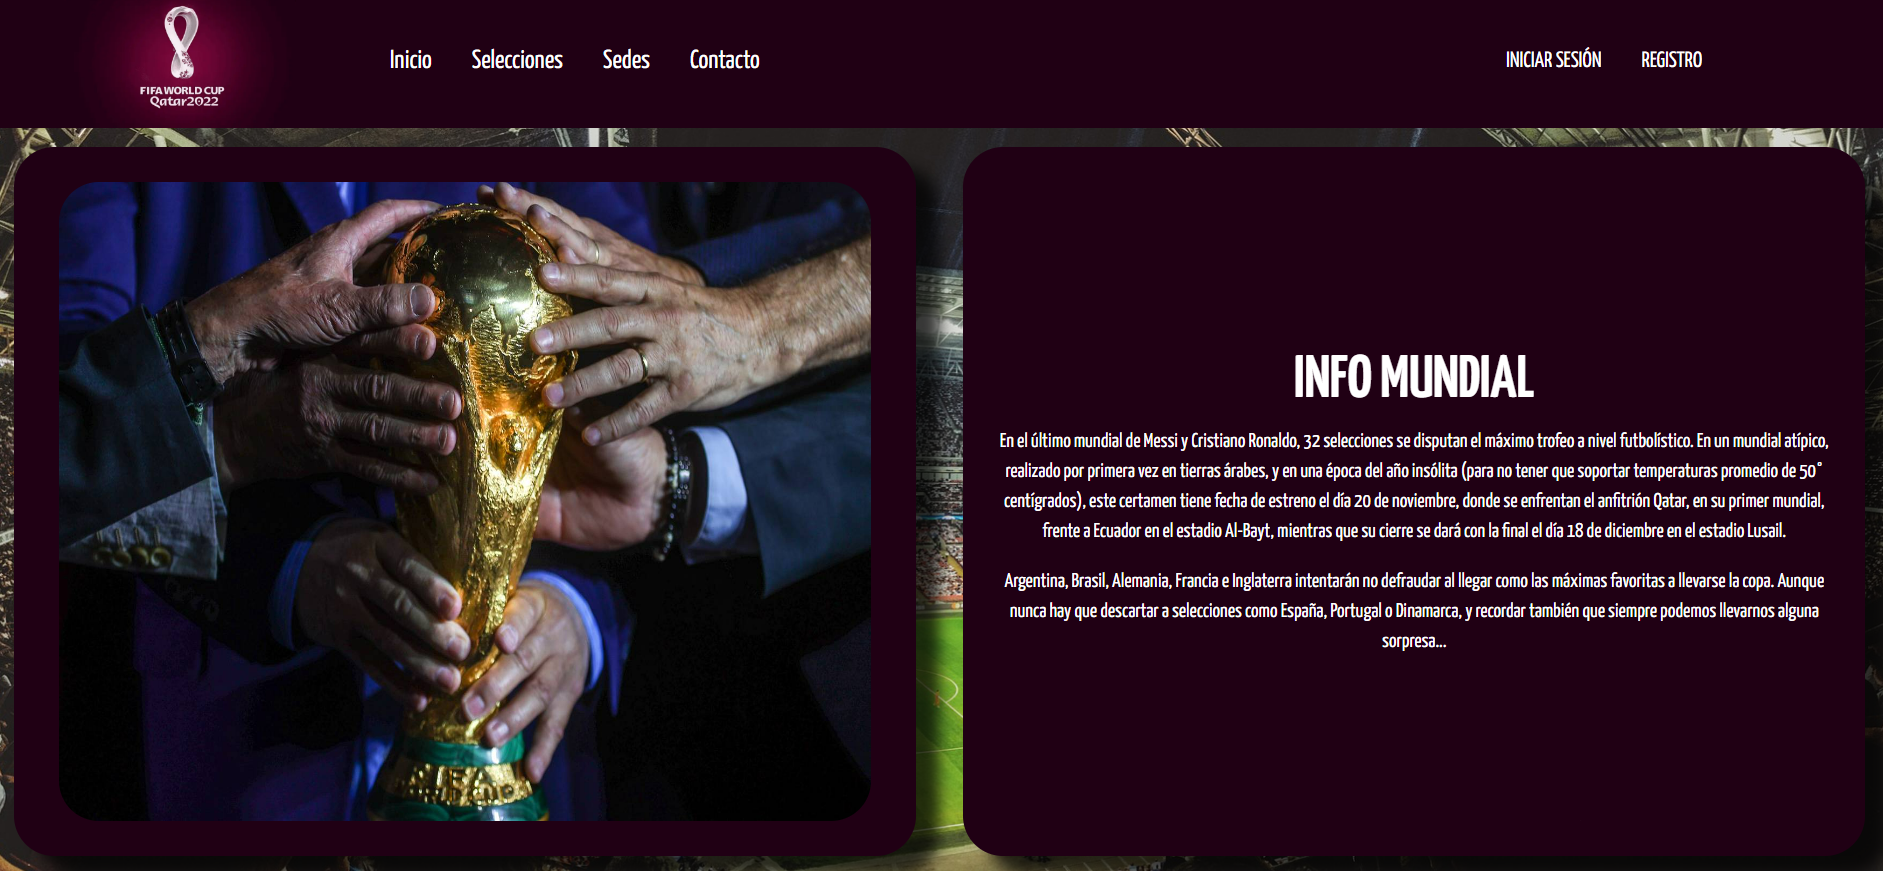 FIFA WORLD CUP
Qatar2022
Inicio Selecciones Sedes Contacto
INICIAR SESIÓN REGISTRO
FIFA
INFO MUNDIAL
En el último mundial de Messi y Cristiano Ronaldo, 32 selecciones se disputan el máximo trofeo a nivel futbolístico. En un mundial atípico,
realizado por primera vez en tierras árabes, y en una época del año insólita (para no tener que soportar temperaturas promedio de 50°
centígrados), este certamen tiene fecha de estreno el día 20 de noviembre, donde se enfrentan el anfitrión Qatar, en su primer mundial,
frente a Ecuador en el estadio Al-Bayt, mientras que su cierre se dará con la final el día 18 de diciembre en el estadio Lusail.
Argentina, Brasil, Alemania, Francia e Inglaterra intentarán no defraudar al llegar como las máximas favoritas a llevarse la copa. Aunque
nunca hay que descartar a selecciones como España, Portugal o Dinamarca, y recordar también que siempre podemos llevarnos alguna
sorpresa...